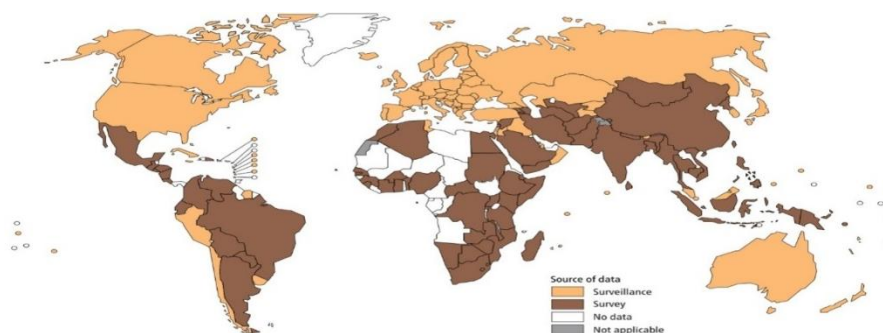 Source of data
Surveillance
Survey
No data
Not applicable